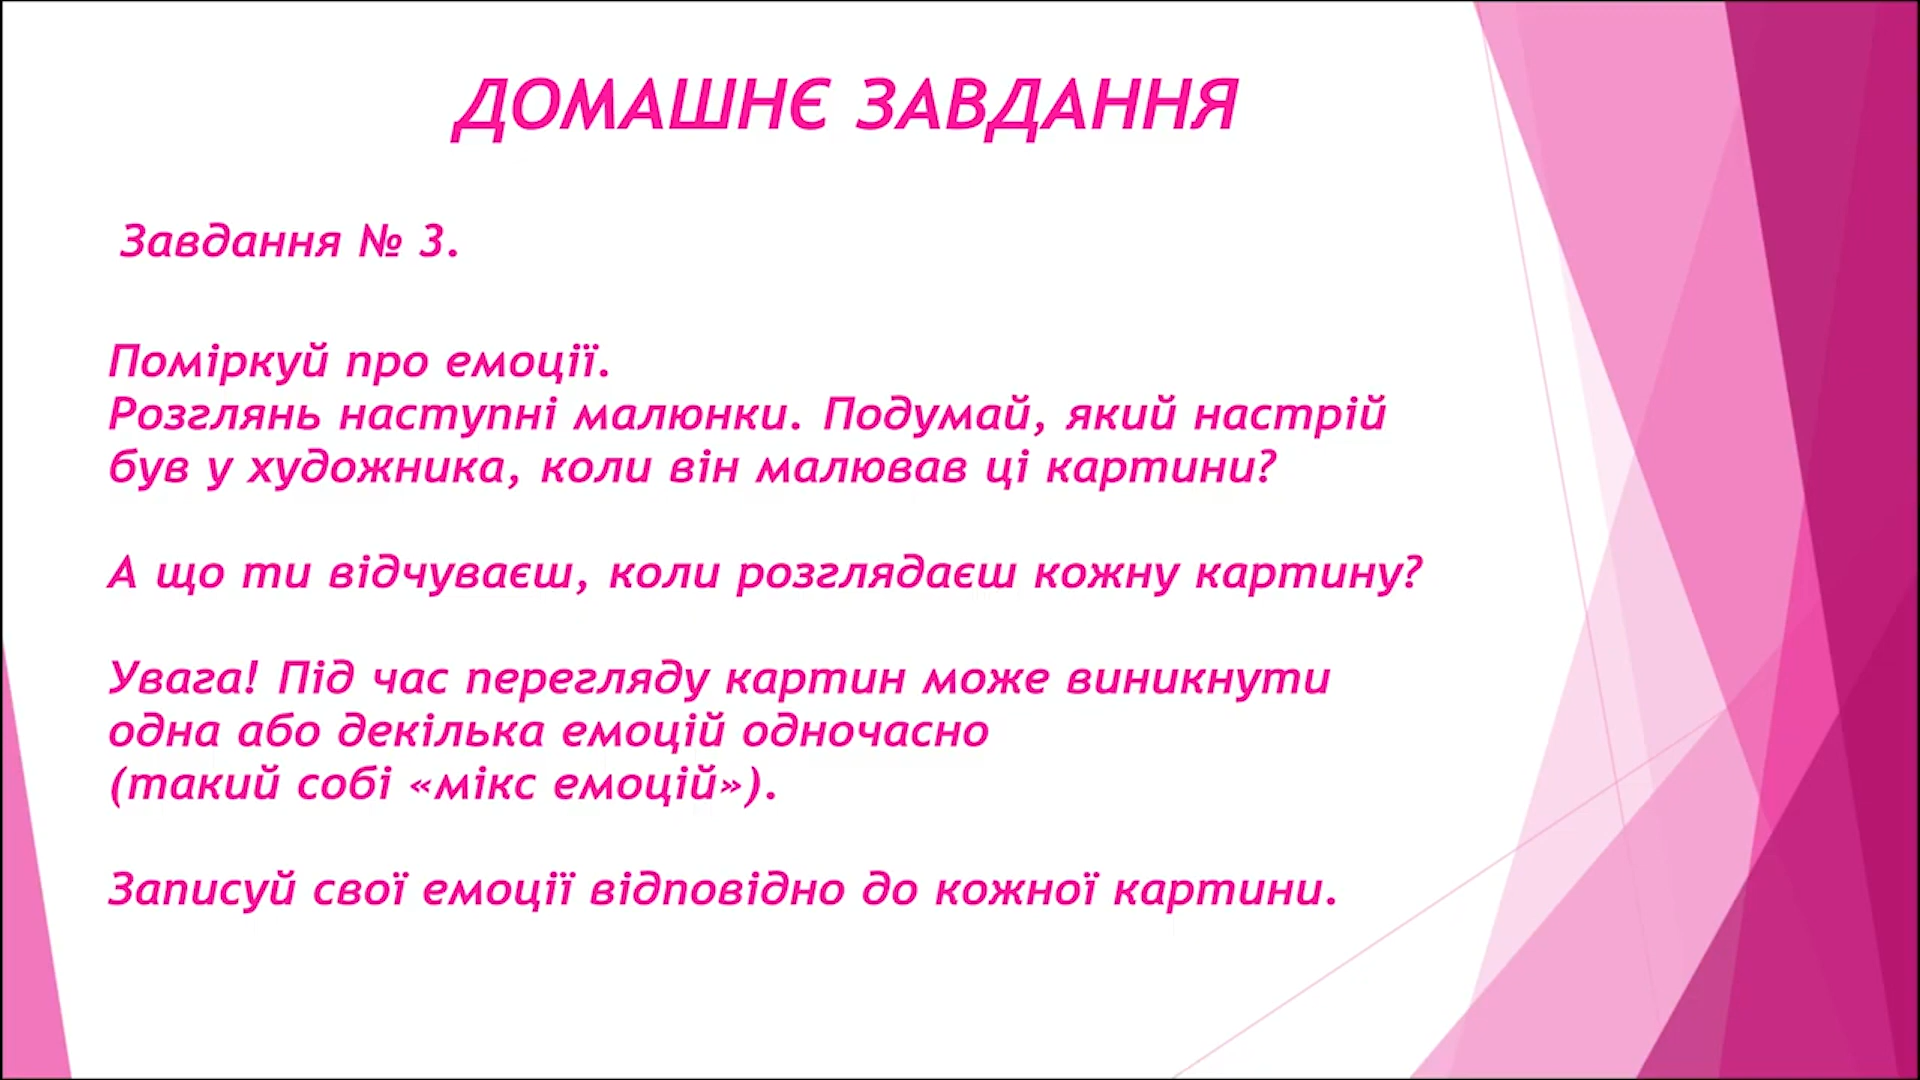 ДОМАШНЄ ЗАВДАННЯ
Завдання № 3.
Поміркуй про емоції.
Розглянь наступні малюнки. Подумай, який настрій
був у художника, коли він малював ці картини?
А що ти відчуваєш, коли розглядаєш кожну картину?
Увага! Під час перегляду картин може виникнути
одна або декілька емоцій одночасно
(такий собі «мікс емоцій»).
Записуй свої емоції відповідно до кожної картини.